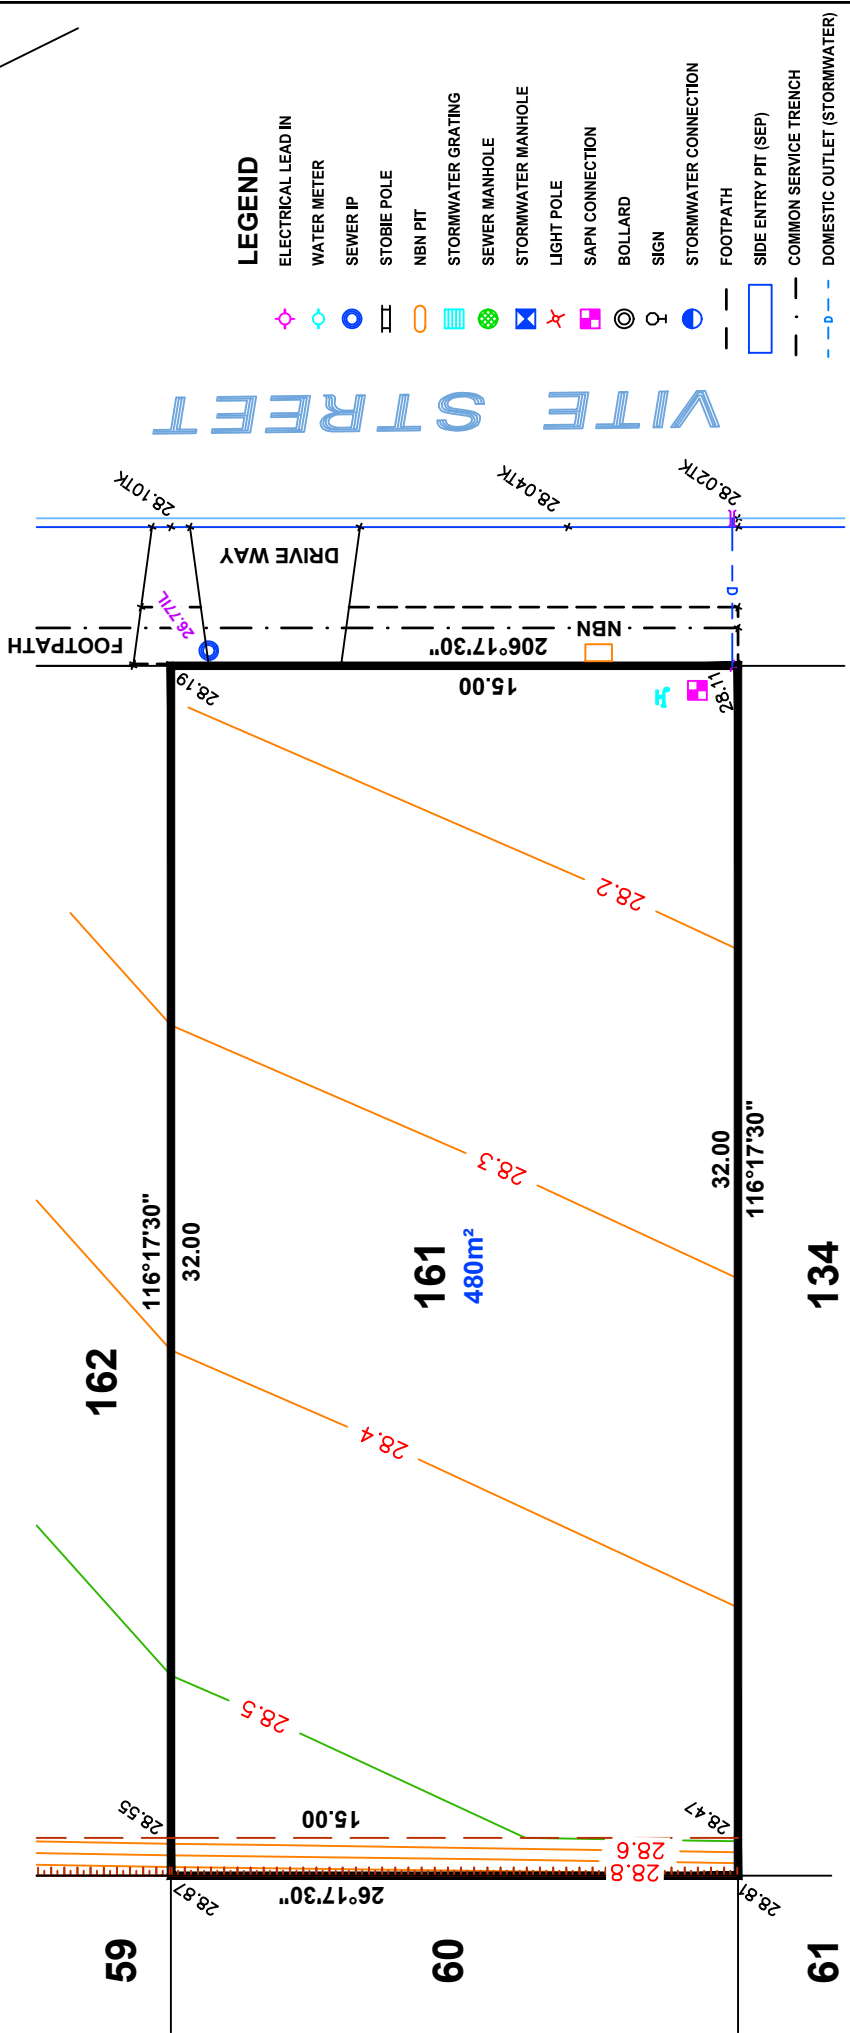 LEGEND
ELECTRICAL LEAD IN
WATER METER
SEWER IP
STOBIE POLE
NBN PIT
STORMWATER GRATING
SEWER MANHOLE
STORMWATER MANHOLE
LIGHT POLE
SAPN CONNECTION
BOLLARD
SIGN
STORMWATER CONNECTION
FOOTPATH
SIDE ENTRY PIT (SEP)
COMMON SERVICE TRENCH
D
DOMESTIC OUTLET (STORMWATER)
VITE STREET
28.10TK
28.04TK
28.02TK
DRIVE WAY
FOOTPATH
26.77IL
NBN
D
206°17'30"
15.00
28.19
28.11
28.2
28.3
28.4
28.5
28.6
28.8
116°17'30"
32.00
32.00
116°17'30"
161
480m²
162
134
28.55
15.00
28.47
28.87
26°17'30"
28.81
59
60
61